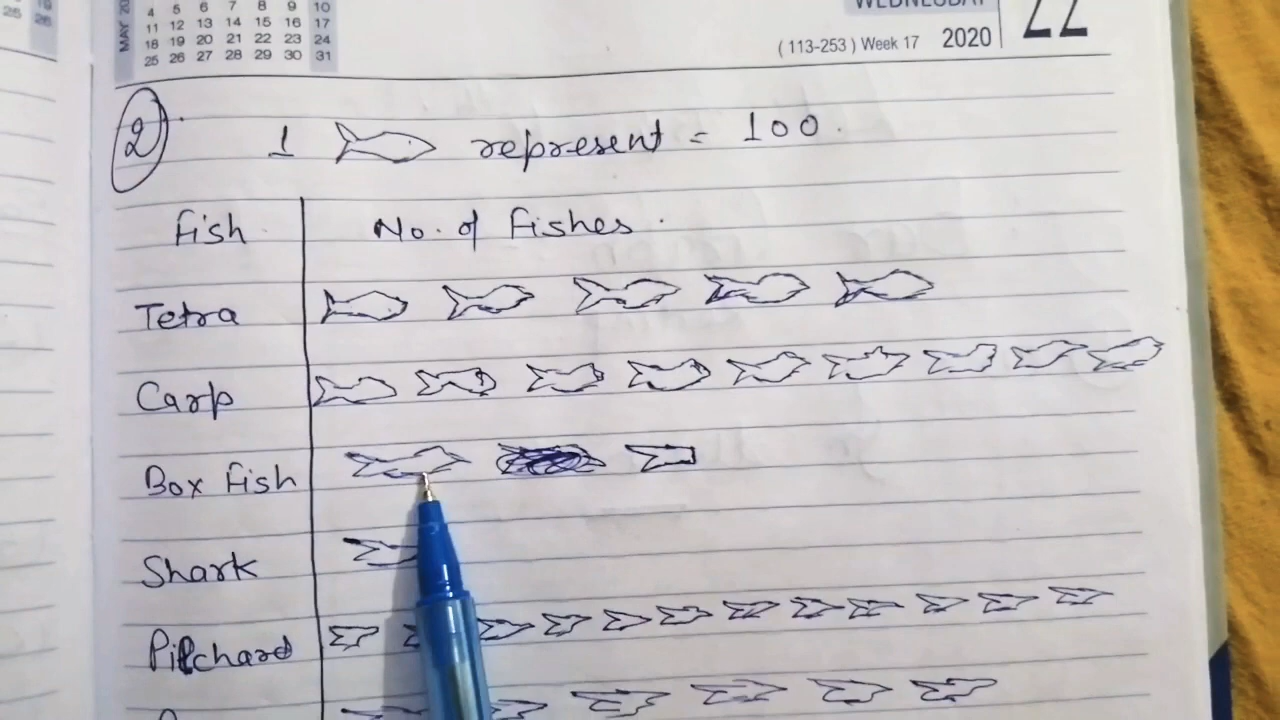 MAY 20
4 5 6 7 8 9 10
11 12 13 14 15 16 17
18 19 20 21 22 23 24
25 26 27 28 29 30 31
WEDNESDAY
(113-253) Week 17 2020
22
2
1 represent = 100.
Fish No. of Fishes.
Tetra
Carp
Box Fish
Shark
Pilchard